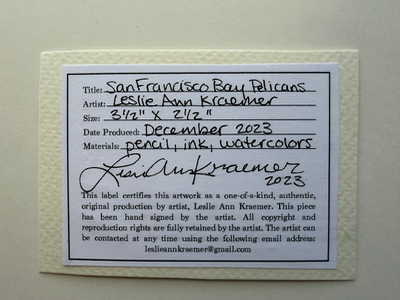 Title: San Francisco Bay Pelicans
Artist: Leslie Ann Kraemer
Size: 3 1/2" X 2 1/2"
Date Produced: December 2023
Materials: pencil, ink, watercolors
Leslie Ann Kraemer
2023
This label certifies this artwork as a one-of-a-kind, authentic,
original production by artist, Leslie Ann Kraemer. This piece
has been hand signed by the artist. All copyright and
reproduction rights are fully retained by the artist. The artist can
be contacted at any time using the following email address:
leslieannkraemer@gmail.com